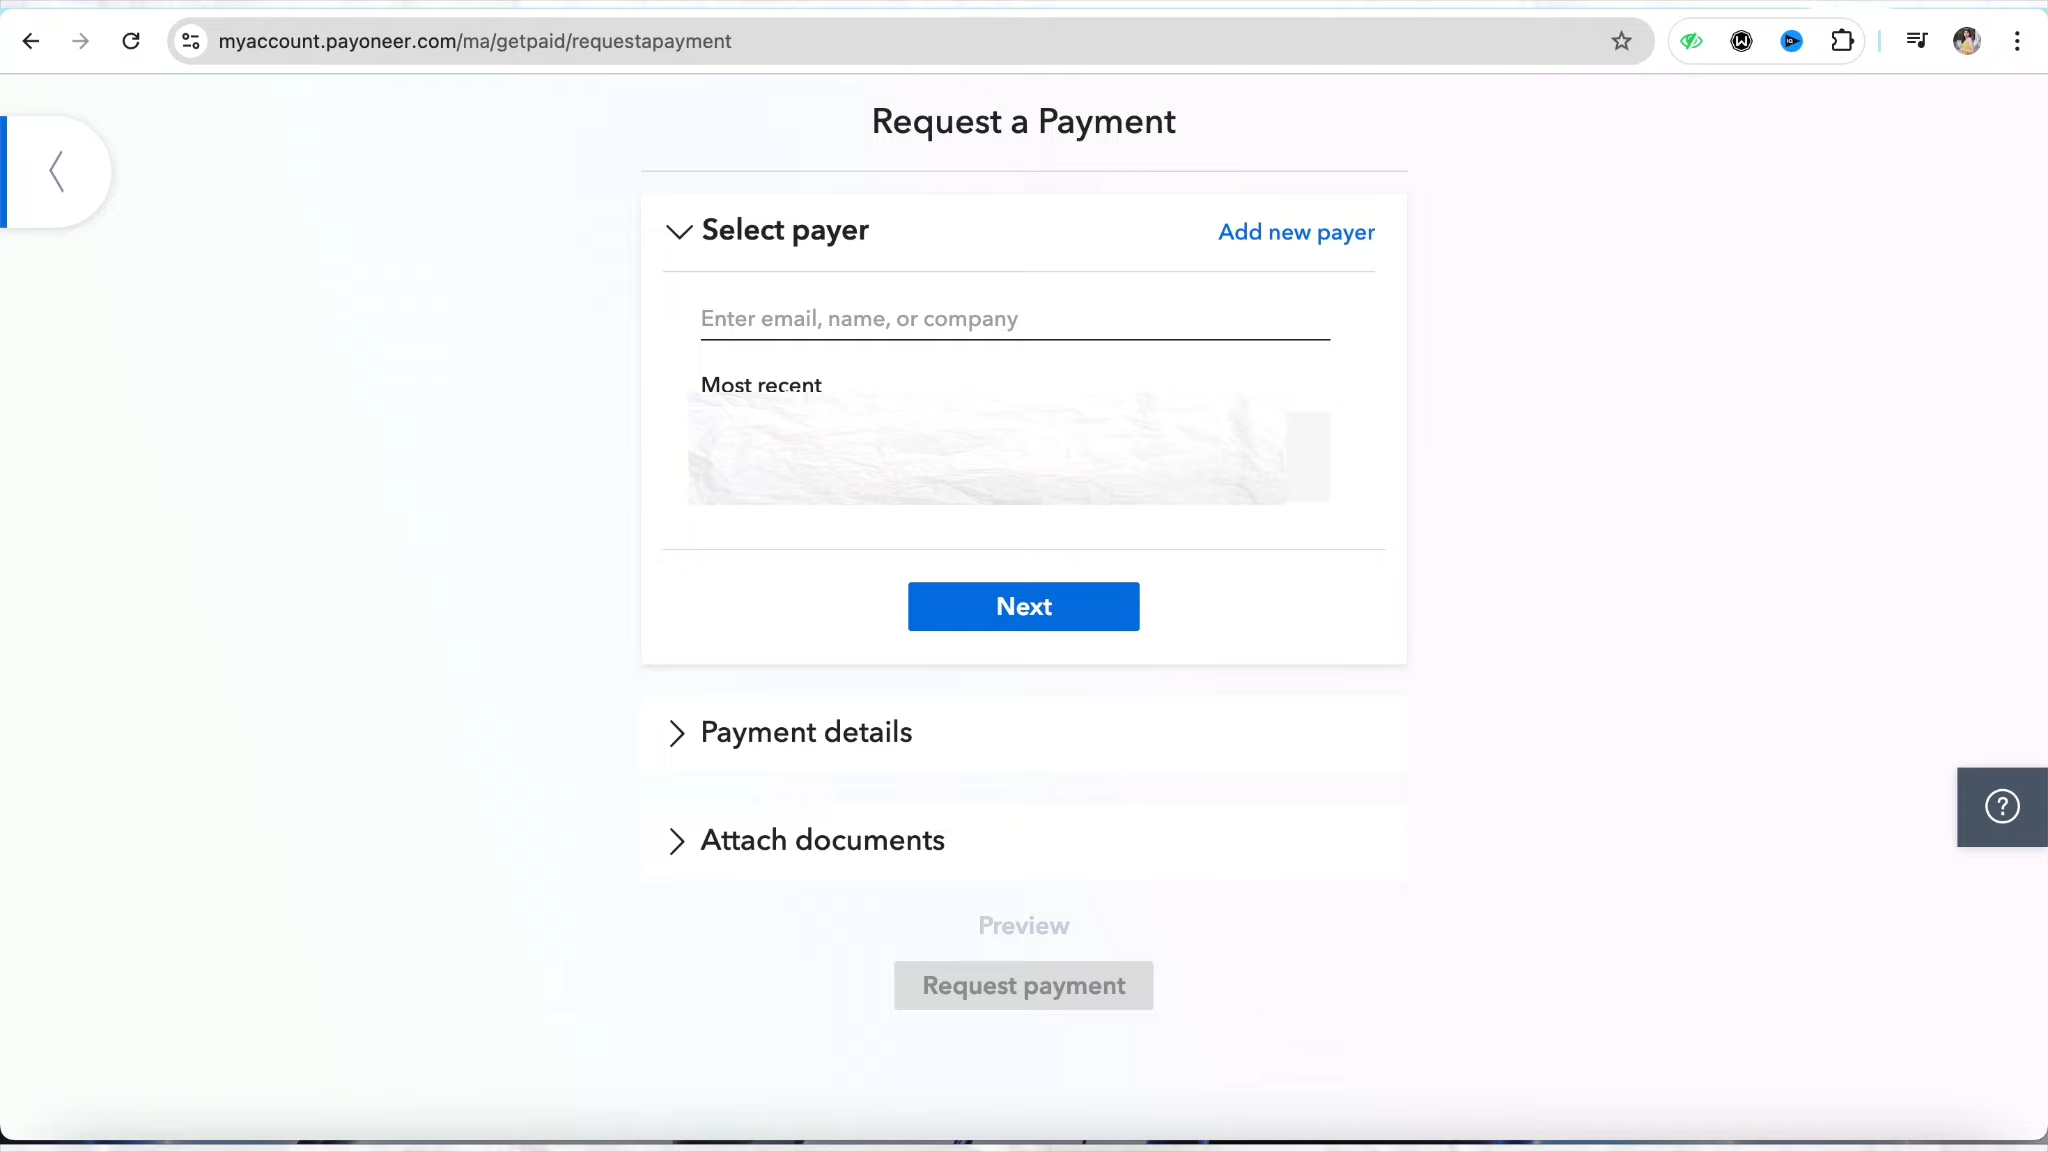 myaccount.payoneer.com/ma/getpaid/requestapayment
Request a Payment
Select payer
Add new payer
Enter email, name, or company
Most recent
Next
Payment details
Attach documents
?
Preview
Request payment